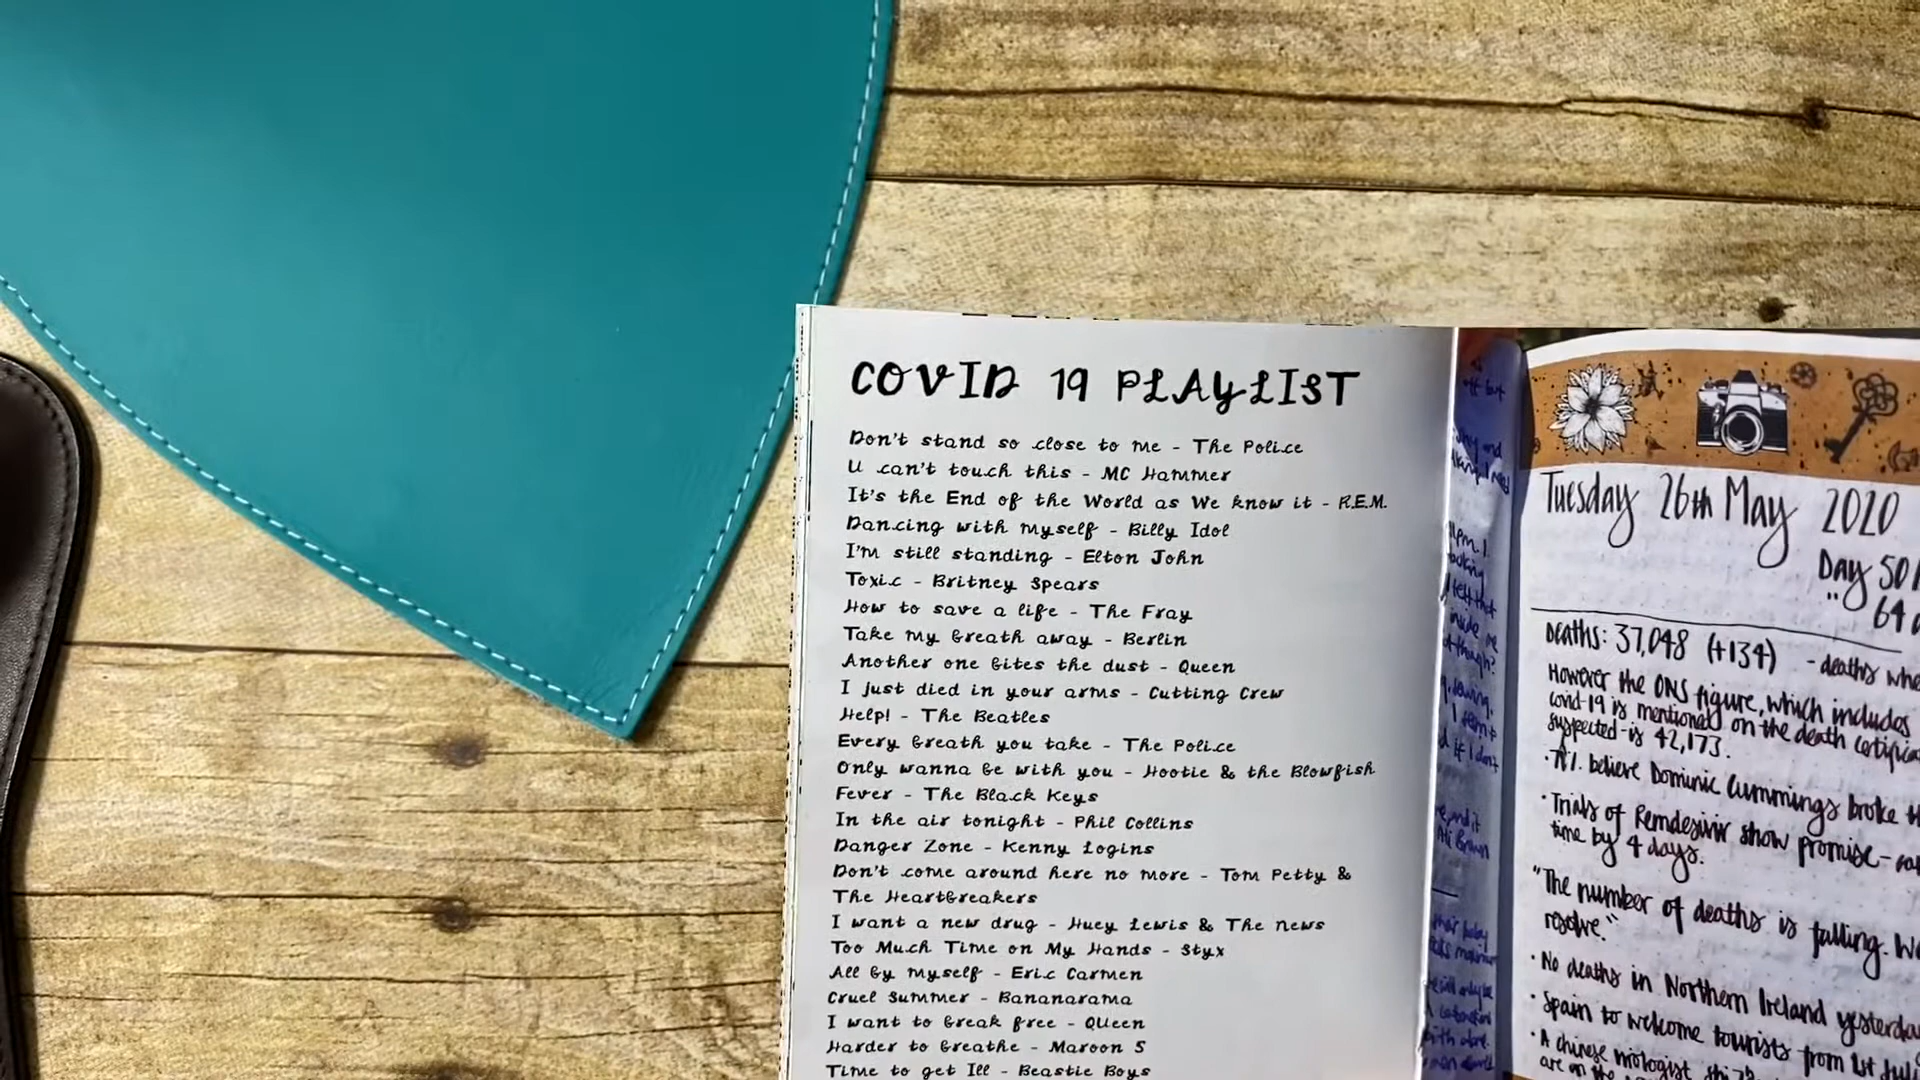 COVID 19 PLAYLIST
Don't stand so close to me - The Police
U can't touch this - MC Hammer
It's the End of the World as We know it - R.E.M.
Dancing with myself - Billy Idol
I'm still standing - Elton John
Toxic - Britney Spears
How to save a life - The Fray
Take my breath away - Berlin
Another one bites the dust - Queen
I just died in your arms - Cutting Crew
Help! - The Beatles
Every breath you take - The Police
Only wanna be with you - Hootie & the Blowfish
Fever - The Black Keys
In the air tonight - Phil Collins
Danger Zone - Kenny Logins
Don't come around here no more - Tom Petty &
The Heartbreakers
I want a new drug - Huey Lewis & The news
Too Much Time on My Hands - Styx
All by myself - Eric Carmen
Cruel Summer - Bananarama
I want to break free - Queen
Harder to breathe - Maroon 5
Time to get Ill - Beastie Boys
Tuesday 26th May 2020
Day 50
" 64
DEATHS: 37,048 (+134) - deaths
However the ONS figure, which includes
covid-19 is mentioned on the death
suspected is 42,173.
believe Dominic Cummings broke
• Trials of Remdesivir show promise -
time by 4 days.
"The number of deaths is falling.
resolve."
• No deaths in Northern Ireland
• Spain to welcome tourists from 1st
• A chinese
are on the